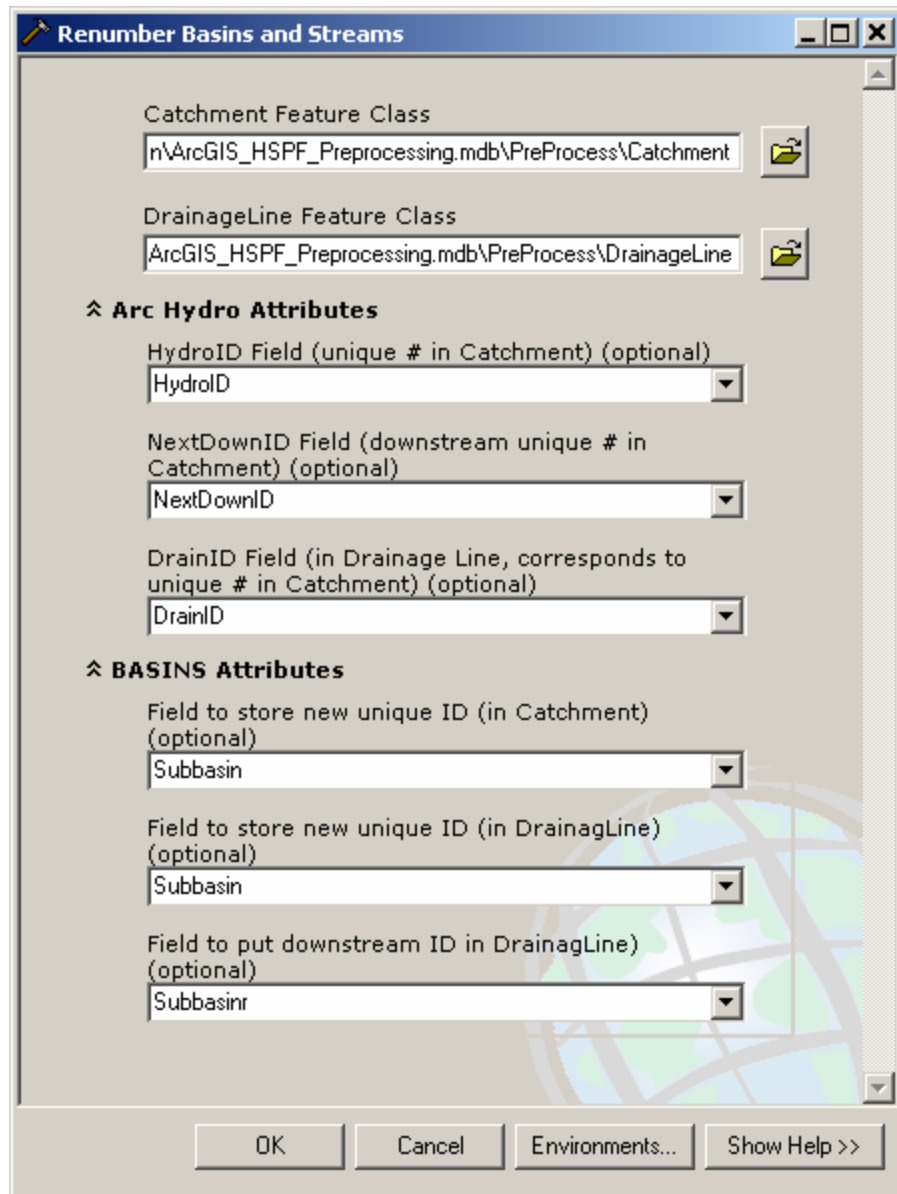 Renumber Basins and Streams
Catchment Feature Class
n\ArcGIS_HSPF_Preprocessing.mdb\PreProcess\Catchment
DrainageLine Feature Class
ArcGIS_HSPF_Preprocessing.mdb\PreProcess\DrainageLine
Arc Hydro Attributes
HydroID Field (unique # in Catchment) (optional)
HydroID
NextDownID Field (downstream unique # in
Catchment) (optional)
NextDownID
DrainID Field (in Drainage Line, corresponds to
unique # in Catchment) (optional)
DrainID
BASINS Attributes
Field to store new unique ID (in Catchment)
(optional)
Subbasin
Field to store new unique ID (in DrainagLine)
(optional)
Subbasin
Field to put downstream ID in DrainagLine)
(optional)
Subbasinr
OK Cancel Environments... Show Help >>